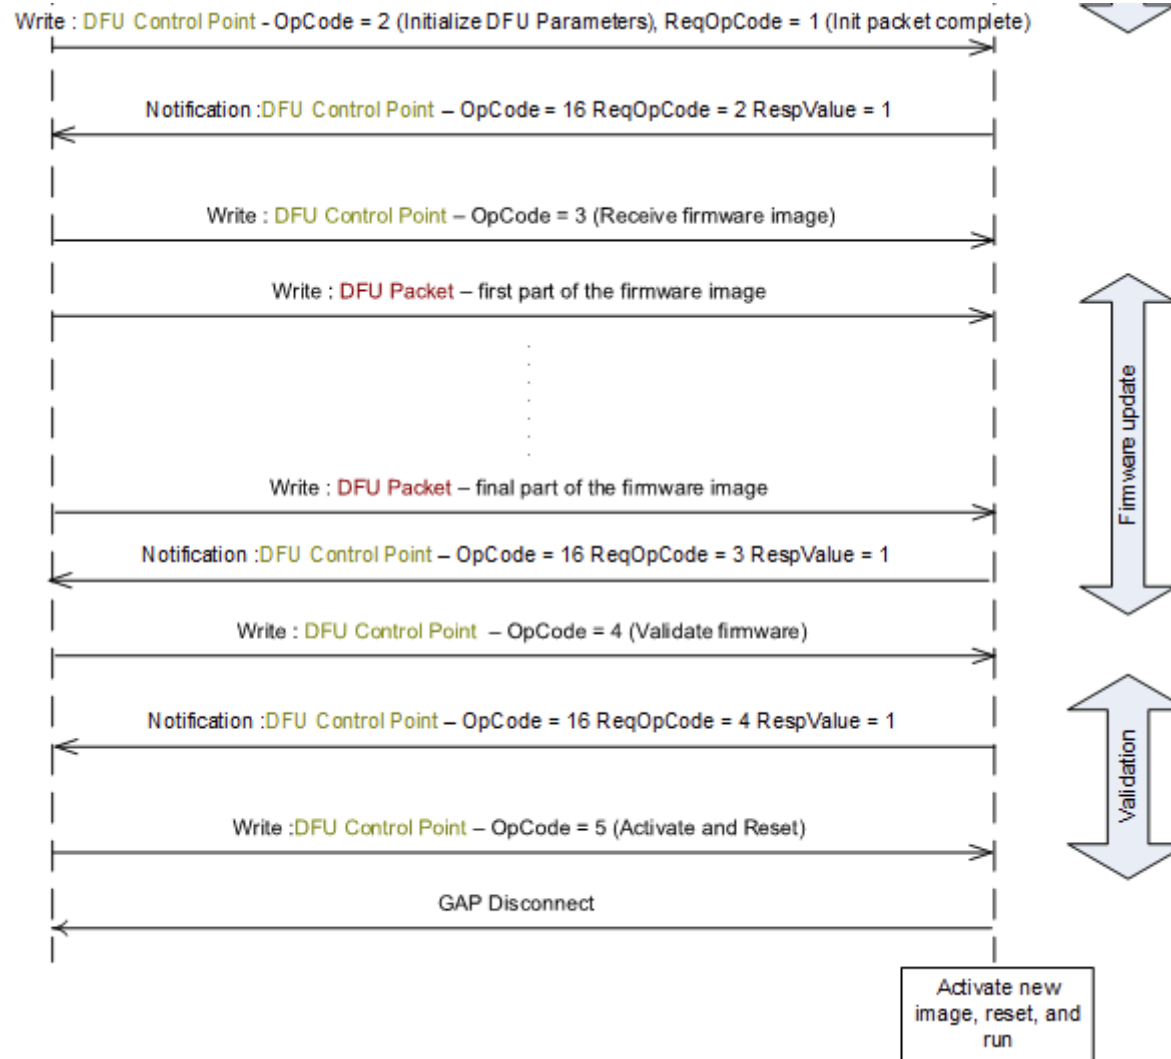 Write : DFU Control Point - OpCode = 2 (Initialize DFU Parameters), ReqOpCode = 1 (Init packet complete)
Notification :DFU Control Point – OpCode = 16 ReqOpCode = 2 RespValue = 1
Write : DFU Control Point – OpCode = 3 (Receive firmware image)
Write : DFU Packet – first part of the firmware image
Firmware update
Write : DFU Packet – final part of the firmware image
Notification :DFU Control Point – OpCode = 16 ReqOpCode = 3 RespValue = 1
Write : DFU Control Point – OpCode = 4 (Validate firmware)
Notification :DFU Control Point – OpCode = 16 ReqOpCode = 4 RespValue = 1
Validation
Write :DFU Control Point – OpCode = 5 (Activate and Reset)
GAP Disconnect
Activate new
image, reset, and
run